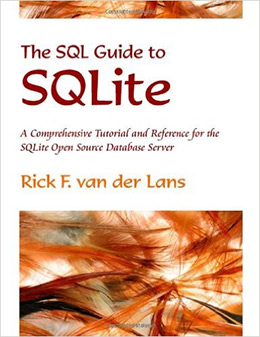 The SQL Guide to
SQLite
A Comprehensive Tutorial and Reference for the
SQLite Open Source Database Server
Rick F. van der Lans